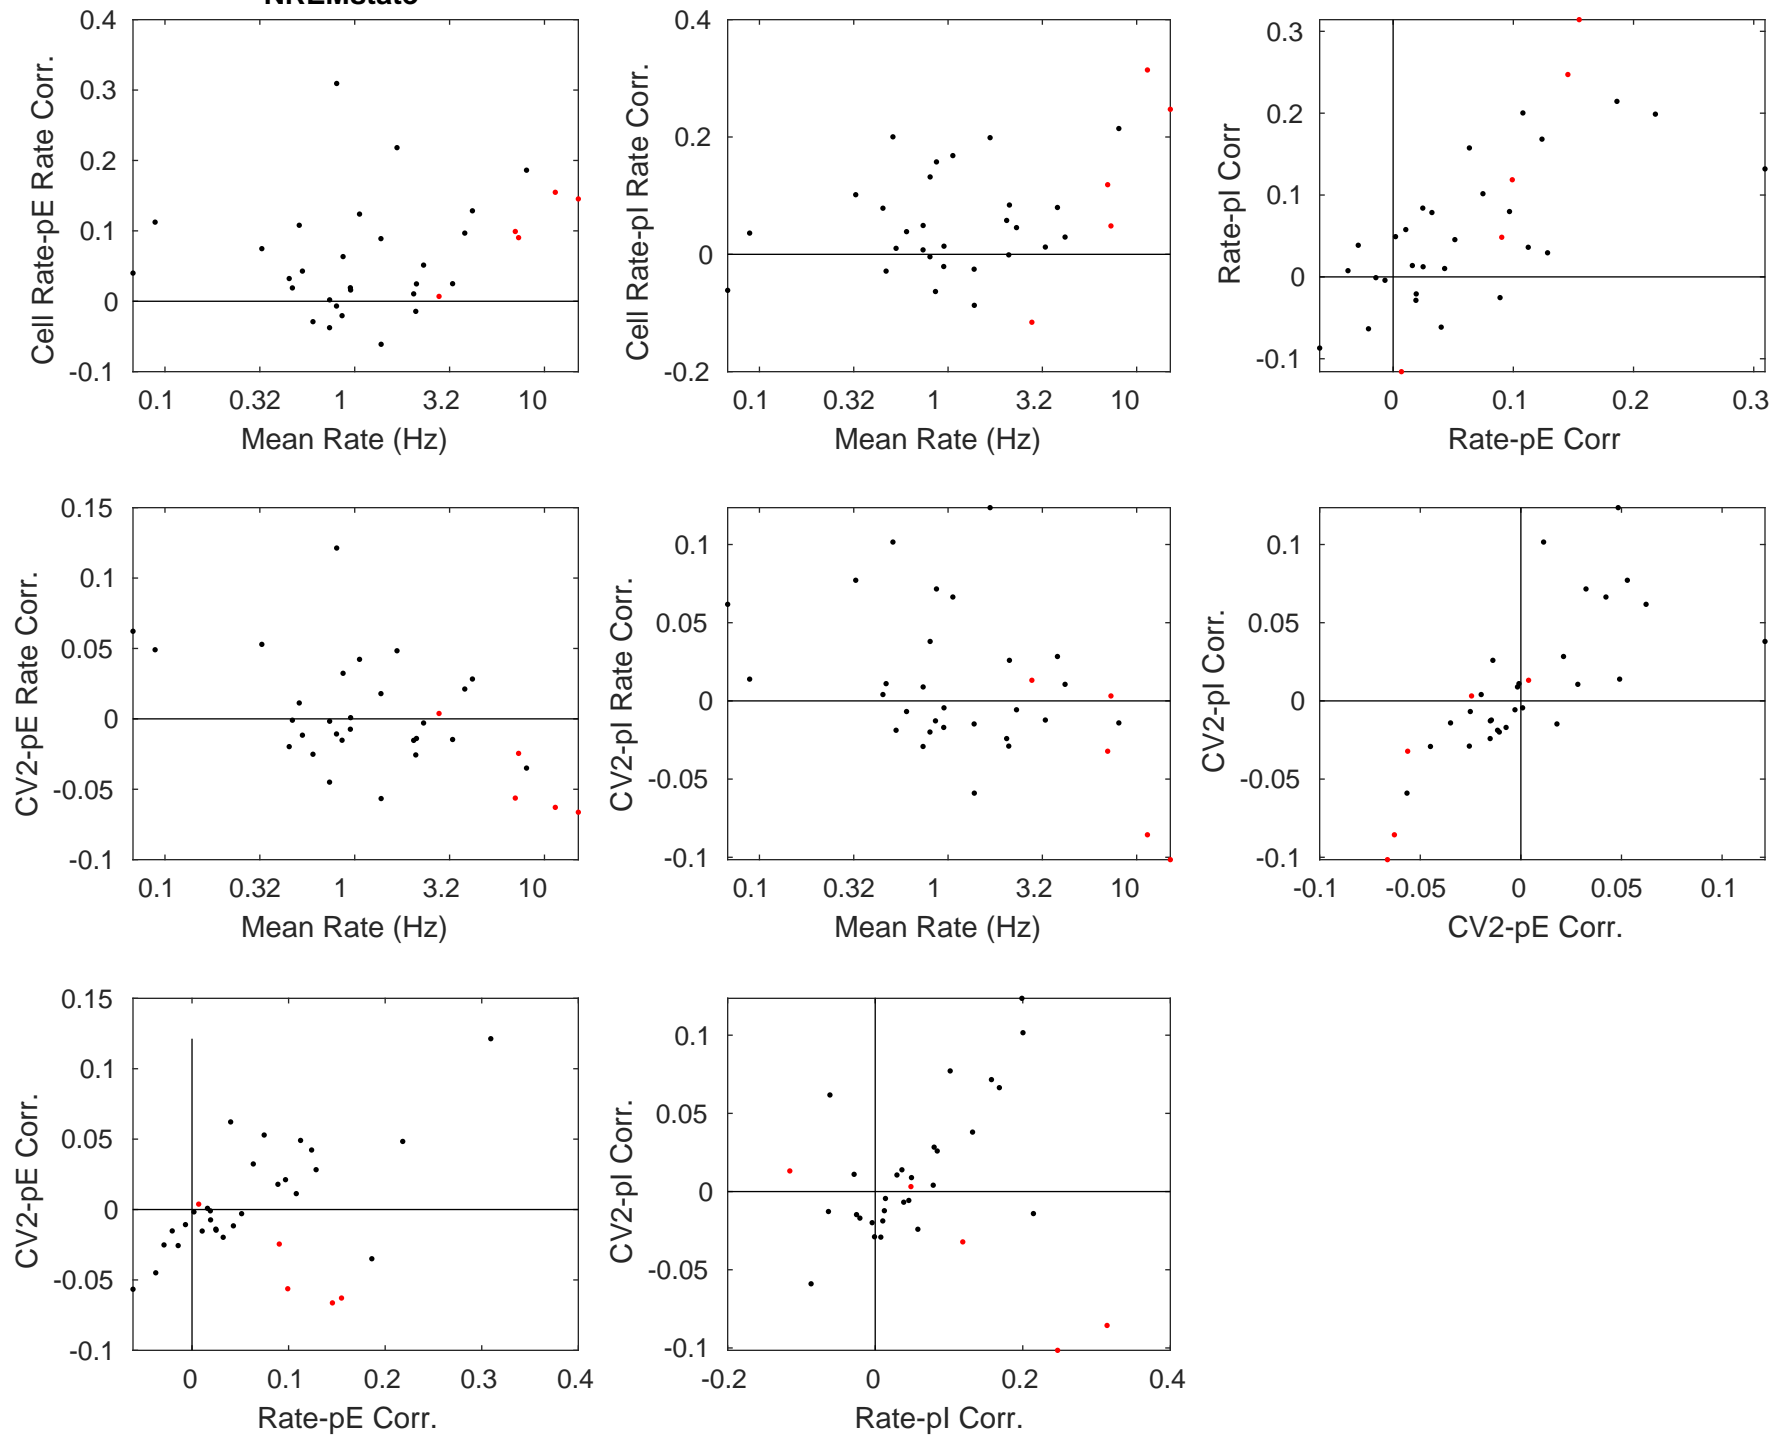 NREMstate
0.4
0.3
0.2
0.1
0
-0.1
Cell Rate-pE Rate Corr.
0.1 0.32 1 3.2 10
Mean Rate (Hz)
0.4
0.2
0
-0.2
Cell Rate-pI Rate Corr.
0.1 0.32 1 3.2 10
Mean Rate (Hz)
0.3
0.2
0.1
0
-0.1
Rate-pI Corr
0 0.1 0.2 0.3
Rate-pE Corr
0.15
0.1
0.05
0
-0.05
-0.1
CV2-pE Rate Corr.
0.1 0.32 1 3.2 10
Mean Rate (Hz)
0.1
0.05
0
-0.05
-0.1
CV2-pI Rate Corr.
0.1 0.32 1 3.2 10
Mean Rate (Hz)
0.1
0.05
0
-0.05
-0.1
CV2-pI Corr.
-0.1 -0.05 0 0.05 0.1
CV2-pE Corr.
0.15
0.1
0.05
0
-0.05
-0.1
CV2-pE Corr.
0 0.1 0.2 0.3 0.4
Rate-pE Corr.
0.1
0.05
0
-0.05
-0.1
CV2-pI Corr.
-0.2 0 0.2 0.4
Rate-pI Corr.